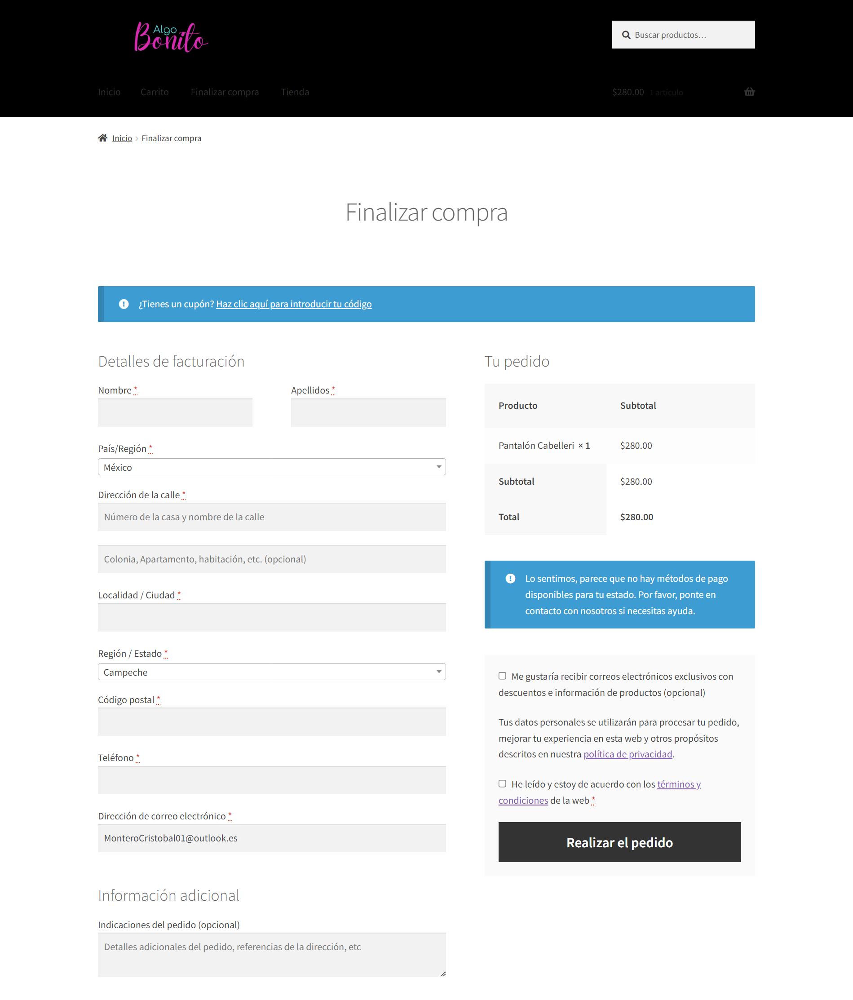 Algo
Bonito
Buscar productos…
Inicio Carrito Finalizar compra Tienda
$280.00 1 artículo
Inicio › Finalizar compra
Finalizar compra
¿Tienes un cupón? Haz clic aquí para introducir tu código
Detalles de facturación
Nombre *
Apellidos *
País/Región *
México
Dirección de la calle *
Número de la casa y nombre de la calle
Colonia, Apartamento, habitación, etc. (opcional)
Localidad / Ciudad *
Región / Estado *
Campeche
Código postal *
Teléfono *
Dirección de correo electrónico *
MonteroCristobal01@outlook.es
Información adicional
Indicaciones del pedido (opcional)
Detalles adicionales del pedido, referencias de la dirección, etc
Tu pedido
Producto Subtotal
Pantalón Cabelleri × 1 $280.00
Subtotal $280.00
Total $280.00
Lo sentimos, parece que no hay métodos de pago
disponibles para tu estado. Por favor, ponte en
contacto con nosotros si necesitas ayuda.
Me gustaría recibir correos electrónicos exclusivos con
descuentos e información de productos (opcional)
Tus datos personales se utilizarán para procesar tu pedido,
mejorar tu experiencia en esta web y otros propósitos
descritos en nuestra política de privacidad.
He leído y estoy de acuerdo con los términos y
condiciones de la web *
Realizar el pedido